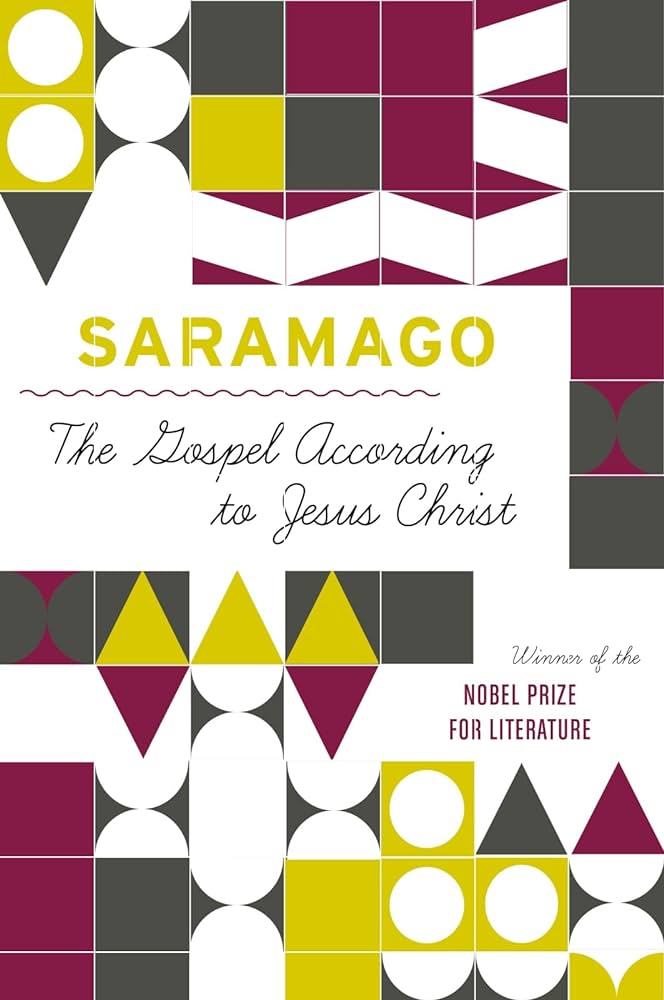 SARAMAGO
The Gospel According
to Jesus Christ
Winner of the
NOBEL PRIZE
FOR LITERATURE